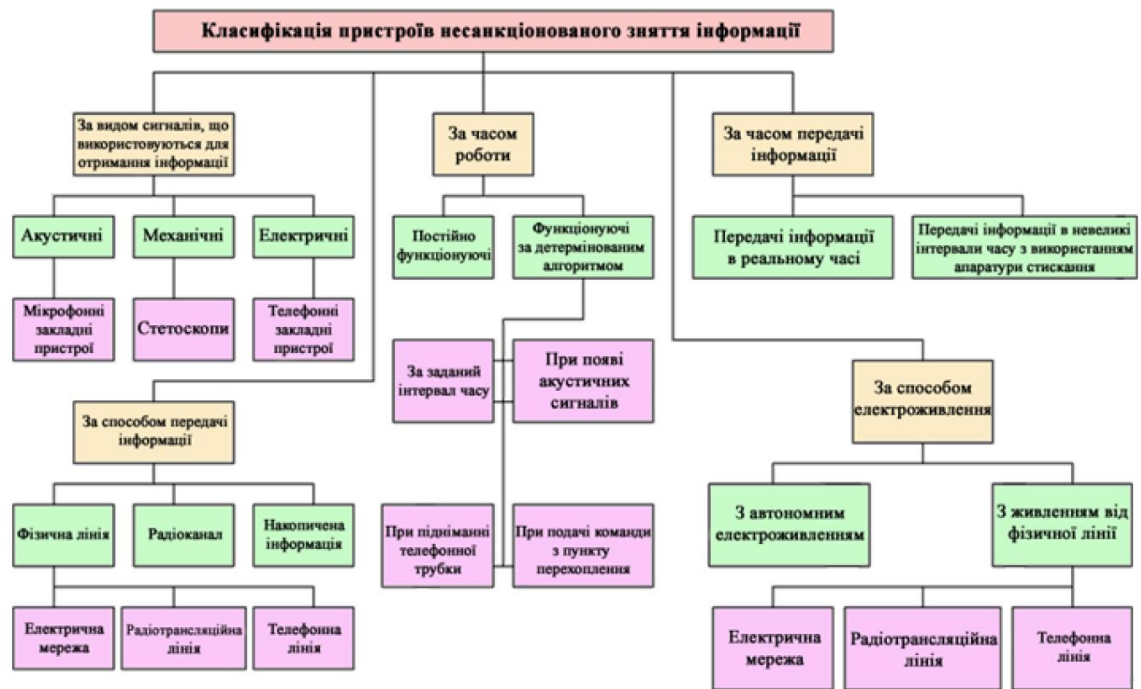 Класифікація пристроїв несанкціонованого зняття інформації
За видом сигналів, що
використовуються для
отримання інформації
За часом
роботи
За часом передачі
інформації
Акустичні
Механічні
Електричні
Постійно
функціонуючі
Функціонуючі
за детермінованим
алгоритмом
Передачі інформації
в реальному часі
Передачі інформації в невеликі
інтервали часу з використанням
апаратури стискання
Мікрофонні
закладні
пристрої
Стетоскопи
Телефонні
закладні
пристрої
За заданий
інтервал часу
При появі
акустичних
сигналів
За способом
електроживлення
За способом передачі
інформації
Фізична лінія
Радіоканал
Накопичена
інформація
При підніманні
телефонної
трубки
При подачі команди
з пункту
перехоплення
З автономним
електроживленням
З живленням від
фізичної лінії
Електрична
мережа
Радіотрансляційна
лінія
Телефонна
лінія
Електрична
мережа
Радіотрансляційна
лінія
Телефонна
лінія